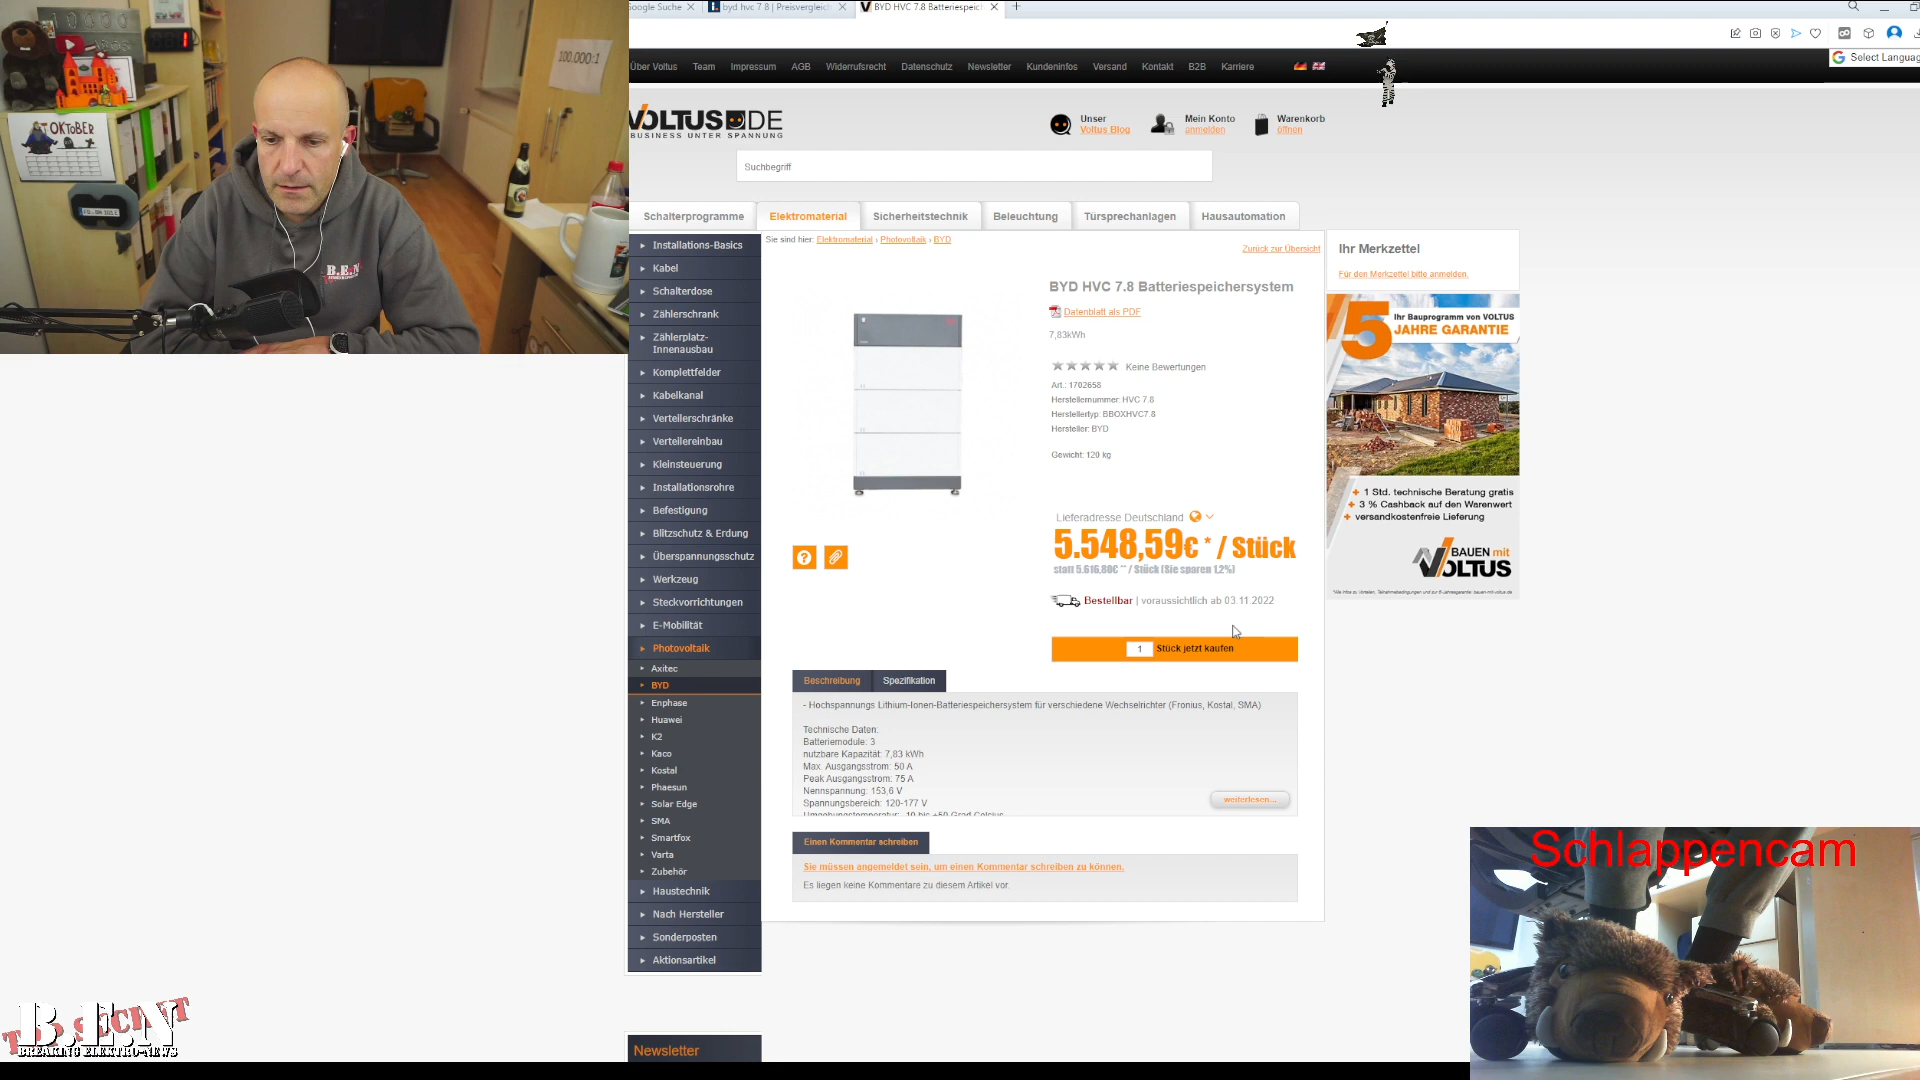 Google Suche
byd hvc 7 8 | Preisvergleich
BYD HVC 7.8 Batteriespeich
Select Languag
Über Voltus
Team
Impressum
AGB
Widerrufsrecht
Datenschutz
Newsletter
Kundeninfos
Versand
Kontakt
B2B
Karriere
VOLTUS.DE
BUSINESS UNTER SPANNUNG
Unser
Voltus Blog
Mein Konto
anmelden
Warenkorb
öffnen
Suchbegriff
Schalterprogramme
Elektromaterial
Sicherheitstechnik
Beleuchtung
Türsprechanlagen
Hausautomation
Installations-Basics
Kabel
Schalterdose
Zählerschrank
Zählerplatz-
Innenausbau
Komplettfelder
Kabelkanal
Verteilerschränke
Verteilereinbau
Kleinsteuerung
Installationsrohre
Befestigung
Blitzschutz & Erdung
Überspannungsschutz
Werkzeug
Steckvorrichtungen
E-Mobilität
Photovoltaik
Axitec
BYD
Enphase
Huawei
K2
Kaco
Kostal
Phaesun
Solar Edge
SMA
Smartfox
Varta
Zubehör
Haustechnik
Nach Hersteller
Sonderposten
Aktionsartikel
Newsletter
Sie sind hier: Elektromaterial › Photovoltaik › BYD
Zurück zur Übersicht
BYD HVC 7.8 Batteriespeichersystem
Datenblatt als PDF
7,83kWh
Keine Bewertungen
Art.: 1702658
Herstellernummer: HVC 7.8
Herstellertyp: BBOXHVC7.8
Hersteller: BYD
Gewicht: 120 kg
Lieferadresse Deutschland
5.548,59€ * / Stück
statt 5.616,80€ ** / Stück (Sie sparen 1,2%)
Bestellbar | voraussichtlich ab 03.11.2022
1 Stück jetzt kaufen
Beschreibung
Spezifikation
- Hochspannungs Lithium-Ionen-Batteriespeichersystem für verschiedene Wechselrichter (Fronius, Kostal, SMA)
Technische Daten:
Batteriemodule: 3
nutzbare Kapazität: 7,83 kWh
Max. Ausgangsstrom: 50 A
Peak Ausgangsstrom: 75 A
Nennspannung: 153,6 V
Spannungsbereich: 120-177 V
Umgebungstemperatur: -10 bis +50 Grad Celsius
weiterlesen...
Einen Kommentar schreiben
Sie müssen angemeldet sein, um einen Kommentar schreiben zu können.
Es liegen keine Kommentare zu diesem Artikel vor.
Ihr Merkzettel
Für den Merkzettel bitte anmelden.
5
Ihr Bauprogramm von VOLTUS
JAHRE GARANTIE
+ 1 Std. technische Beratung gratis
+ 3 % Cashback auf den Warenwert
+ versandkostenfreie Lieferung
BAUEN mit
VOLTUS
OKTOBER
100.000:1
B.E.N
Schlappencam
TOP SECRET
B.E.N
BREAKING ELEKTRO-NEWS